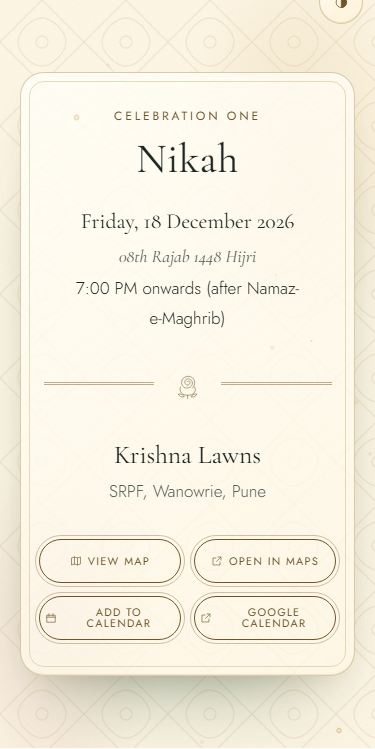 CELEBRATION ONE
Nikah
Friday, 18 December 2026
08th Rajab 1448 Hijri
7:00 PM onwards (after Namaz-
e-Maghrib)
Krishna Lawns
SRPF, Wanowrie, Pune
VIEW MAP
OPEN IN MAPS
ADD TO
CALENDAR
GOOGLE
CALENDAR